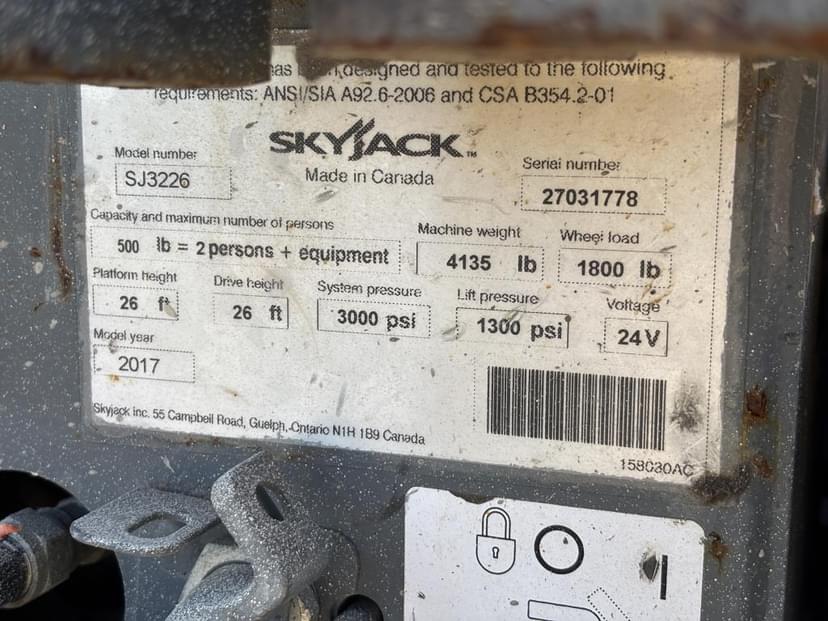 has been designed and tested to the following
requirements: ANSI/SIA A92.6-2006 and CSA B354.2-01
SKYJACK™
Made in Canada
Model number
SJ3226
Serial number
27031778
Capacity and maximum number of persons
500 lb = 2 persons + equipment
Machine weight
4135 lb
Wheel load
1800 lb
Platform height
26 ft
Drive height
26 ft
System pressure
3000 psi
Lift pressure
1300 psi
Voltage
24 V
Model year
2017
Skyjack inc. 55 Campbell Road, Guelph, Ontario N1H 1B9 Canada
158030AC